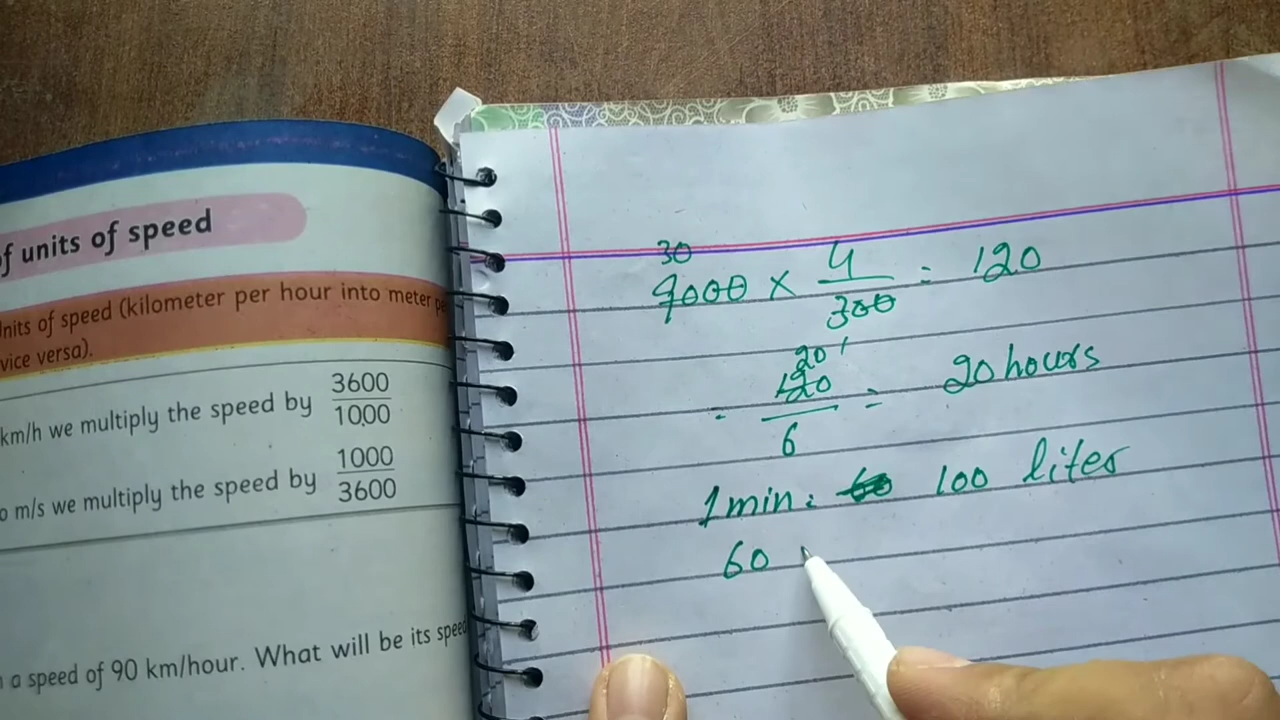 f units of speed
nits of speed (kilometer per hour into meter pe
vice versa).
km/h we multiply the speed by 3600/1000
o m/s we multiply the speed by 1000/3600
a speed of 90 km/hour. What will be its speed
30
9000 × 4/300 = 120
20 1
= 120/6 = 20 hours
1 min = 100 liter
60